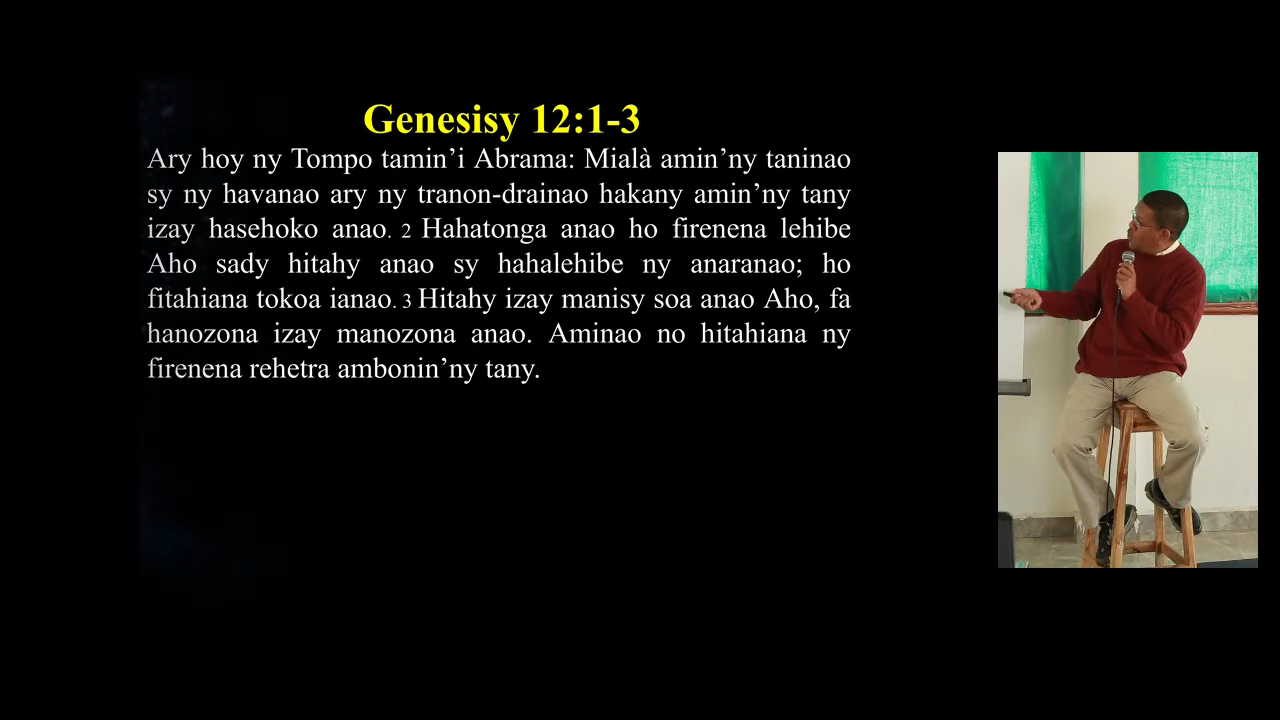 Genesisy 12:1-3
Ary hoy ny Tompo tamin’i Abrama: Mialà amin’ny taninao
sy ny havanao ary ny tranon-drainao hakany amin’ny tany
izay hasehoko anao. 2 Hahatonga anao ho firenena lehibe
Aho sady hitahy anao sy hahalehibe ny anaranao; ho
fitahiana tokoa ianao. 3 Hitahy izay manisy soa anao Aho, fa
hanozona izay manozona anao. Aminao no hitahiana ny
firenena rehetra ambonin’ny tany.